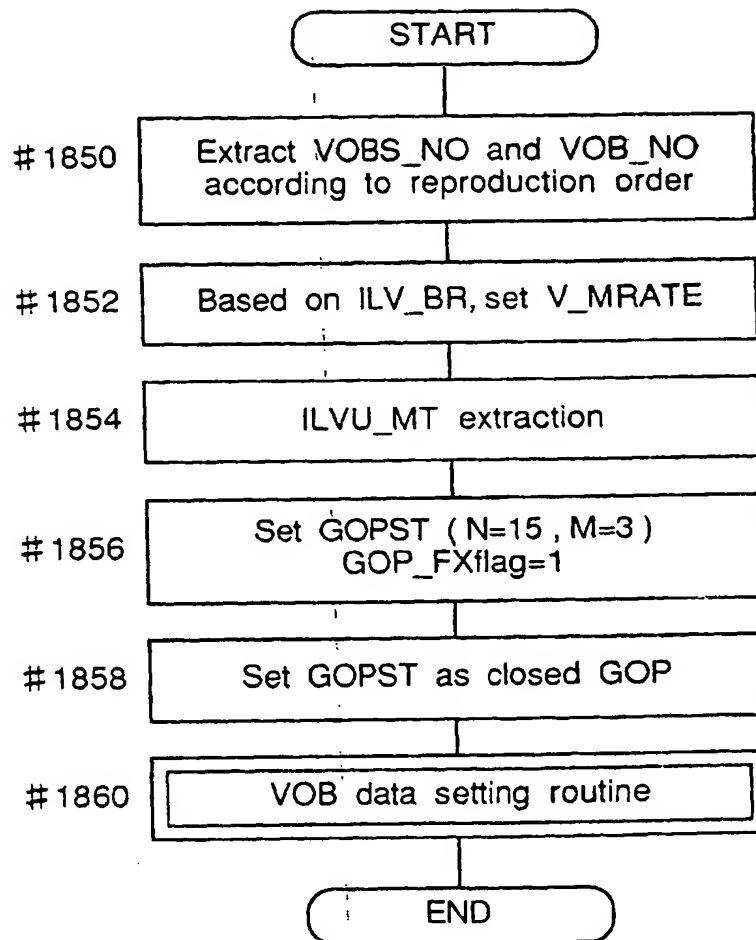 START
#1850
Extract VOBS_NO and VOB_NO
according to reproduction order
#1852
Based on ILV_BR, set V_MRATE
#1854
ILVU_MT extraction
#1856
Set GOPST (N=15, M=3)
GOP_FXflag=1
#1858
Set GOPST as closed GOP
#1860
VOB data setting routine
END